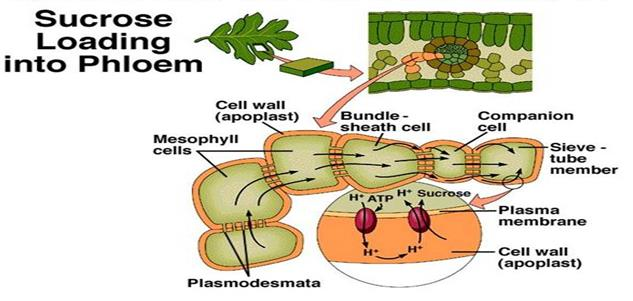 Sucrose
Loading
into Phloem
Cell wall
(apoplast)
Bundle-
sheath cell
Companion
cell
Mesophyll
cells
Sieve-
tube
member
H⁺ ATP H⁺ Sucrose
Plasma
membrane
H⁺ H⁺
Cell wall
(apoplast)
Plasmodesmata